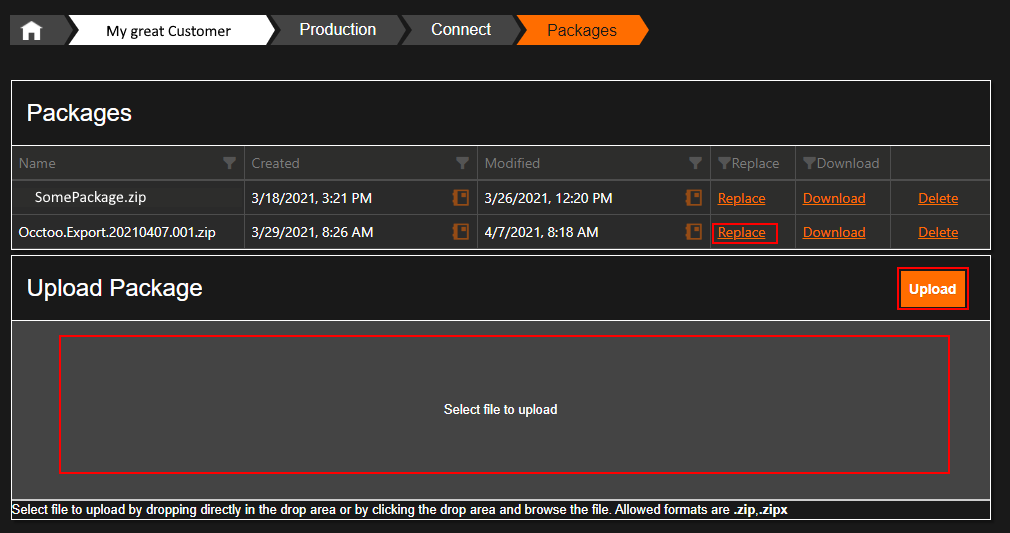 My great Customer Production Connect Packages
Packages
Name Created Modified Replace Download
SomePackage.zip 3/18/2021, 3:21 PM 3/26/2021, 12:20 PM Replace Download Delete
Occtoo.Export.20210407.001.zip 3/29/2021, 8:26 AM 4/7/2021, 8:18 AM Replace Download Delete
Upload Package Upload
Select file to upload
Select file to upload by dropping directly in the drop area or by clicking the drop area and browse the file. Allowed formats are .zip,.zipx